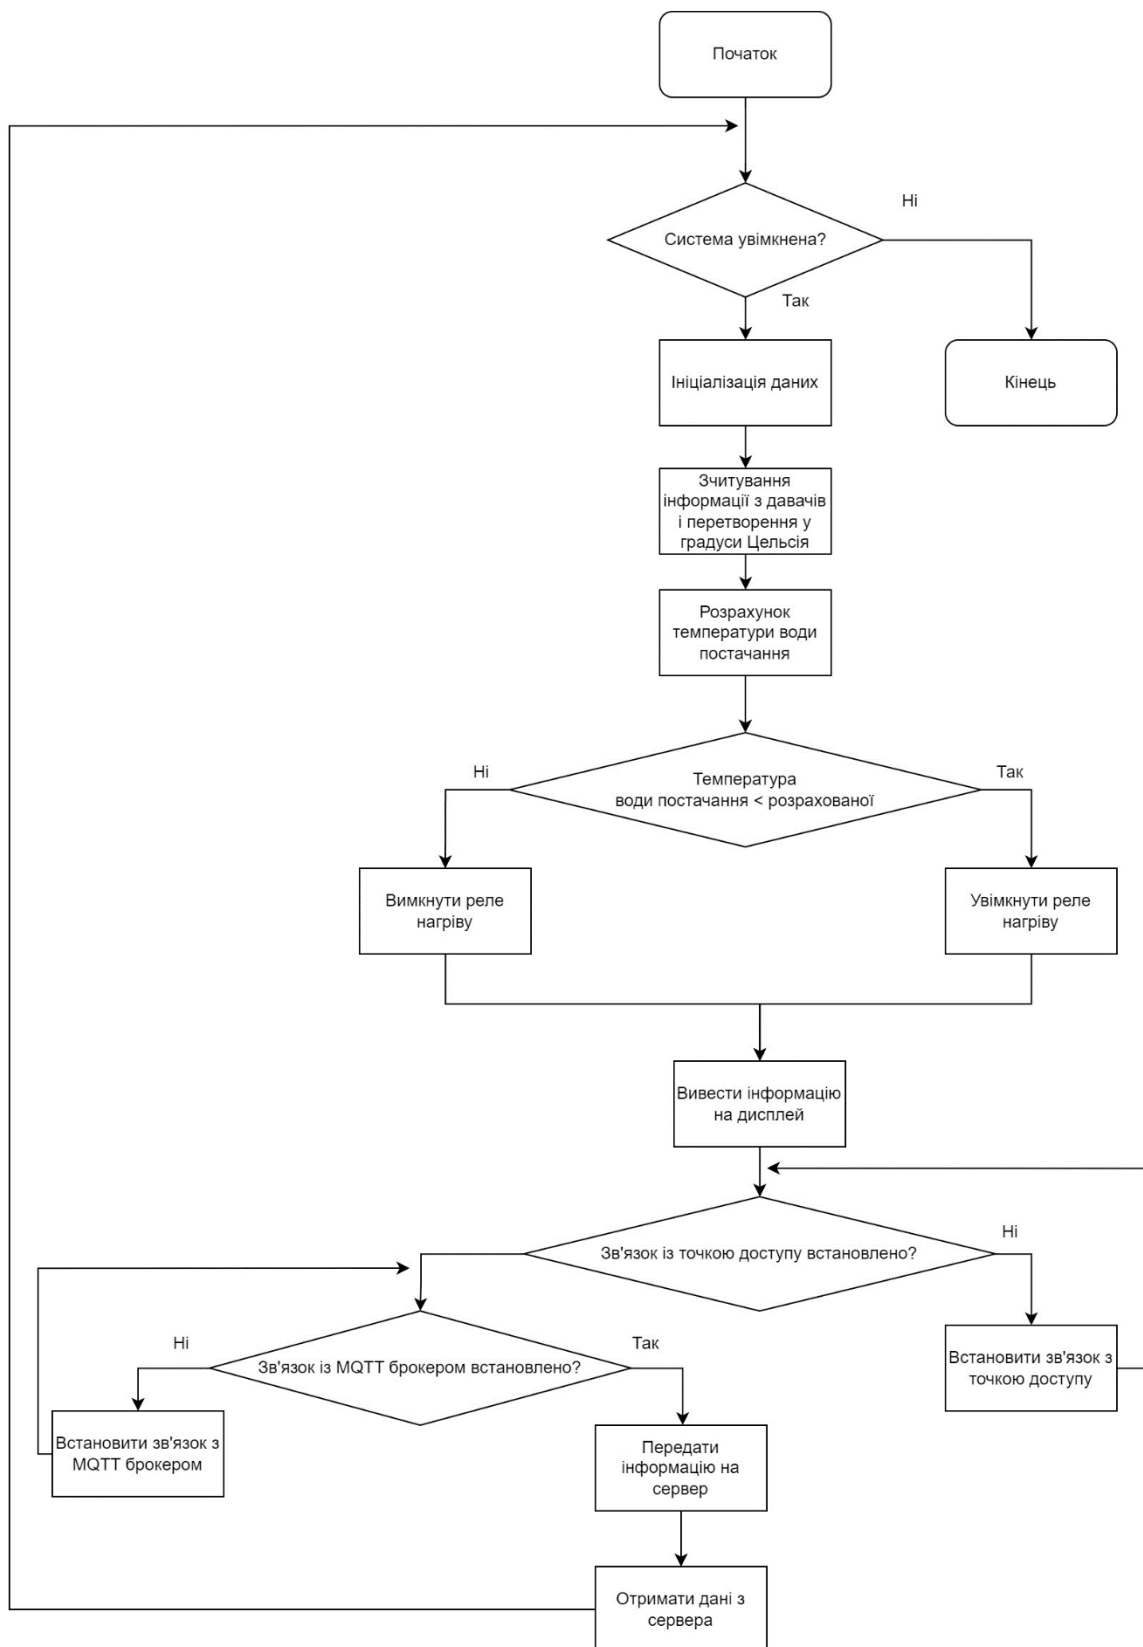 Початок
Ні
Система увімкнена?
Так
Ініціалізація даних
Кінець
Зчитування
інформації з давачів
і перетворення у
градуси Цельсія
Розрахунок
температури води
постачання
Ні
Температура
води постачання < розрахованої
Так
Вимкнути реле
нагріву
Увімкнути реле
нагріву
Вивести інформацію
на дисплей
Зв'язок із точкою доступу встановлено?
Ні
Ні
Зв'язок із MQTT брокером встановлено?
Так
Встановити зв'язок з
точкою доступу
Встановити зв'язок з
MQTT брокером
Передати
інформацію на
сервер
Отримати дані з
сервера